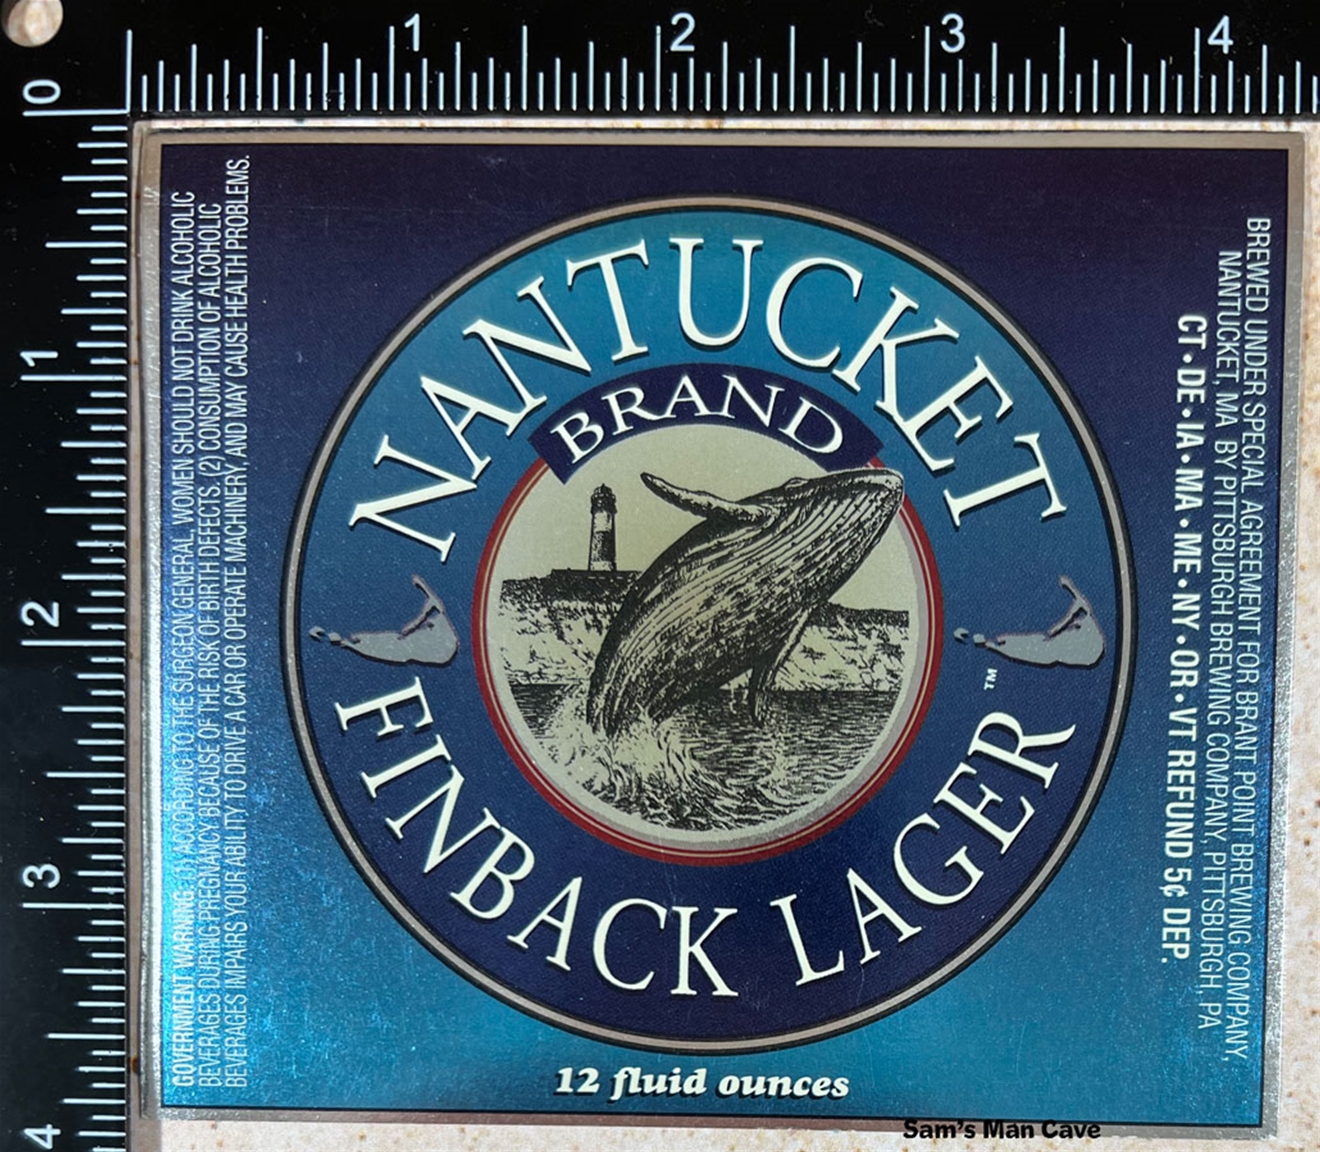 0 1 2 3 4
1
2
3
4
NANTUCKET
BRAND
FINBACK LAGER ™
12 fluid ounces
GOVERNMENT WARNING: (1) ACCORDING TO THE SURGEON GENERAL, WOMEN SHOULD NOT DRINK ALCOHOLIC
BEVERAGES DURING PREGNANCY BECAUSE OF THE RISK OF BIRTH DEFECTS. (2) CONSUMPTION OF ALCOHOLIC
BEVERAGES IMPAIRS YOUR ABILITY TO DRIVE A CAR OR OPERATE MACHINERY, AND MAY CAUSE HEALTH PROBLEMS.
BREWED UNDER SPECIAL AGREEMENT FOR BRANT POINT BREWING COMPANY,
NANTUCKET, MA BY PITTSBURGH BREWING COMPANY, PITTSBURGH, PA
CT•DE•IA•MA•ME•NY•OR•VT REFUND 5¢ DEP.
Sam's Man Cave